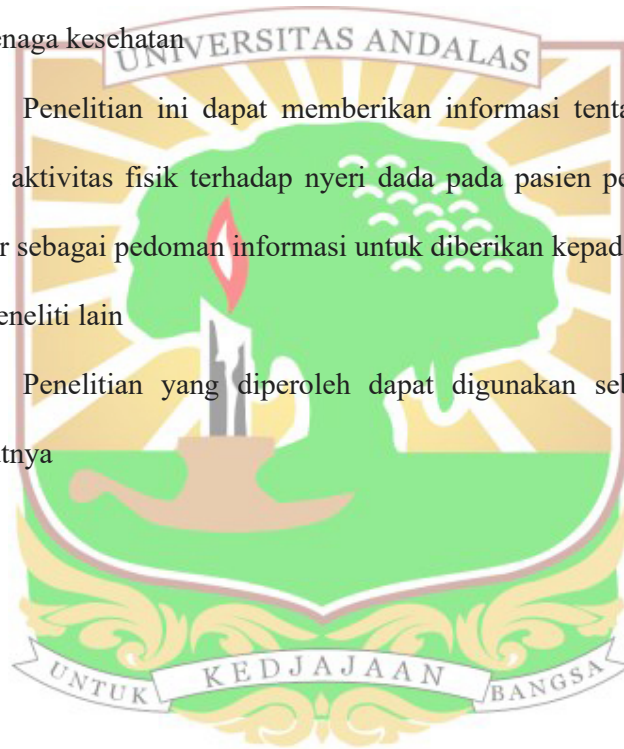 enaga kesehatan
UNIVERSITAS ANDALAS
Penelitian ini dapat memberikan informasi tenta
aktivitas fisik terhadap nyeri dada pada pasien pe
r sebagai pedoman informasi untuk diberikan kepad
eneliti lain
Penelitian yang diperoleh dapat digunakan seb
tnya
UNTUK KEDJAJAAN BANGSA